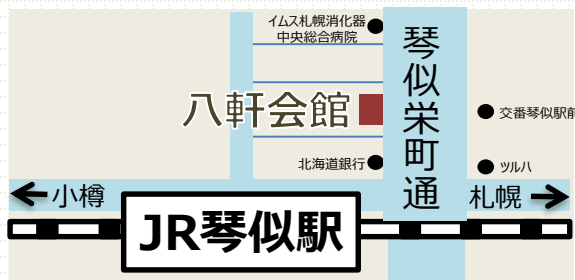 イムス札幌消化器
中央総合病院
琴似栄町通
八軒会館
交番琴似駅前
北海道銀行
ツルハ
小樽
札幌
JR琴似駅